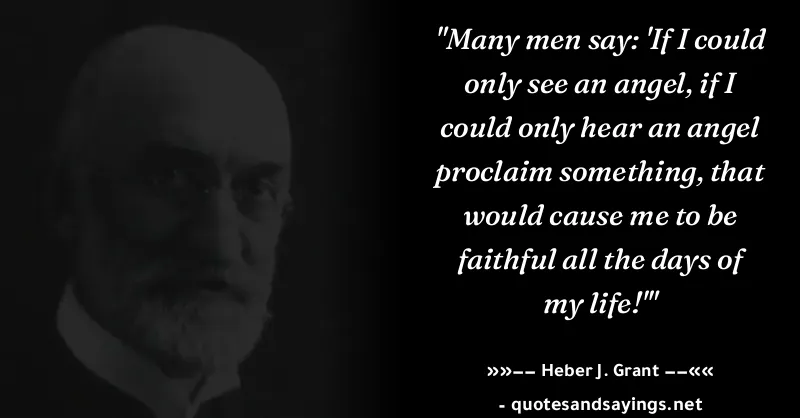 "Many men say: 'If I could
only see an angel, if I
could only hear an angel
proclaim something, that
would cause me to be
faithful all the days of
my life!'"
»»−− Heber J. Grant −−««
- quotesandsayings.net